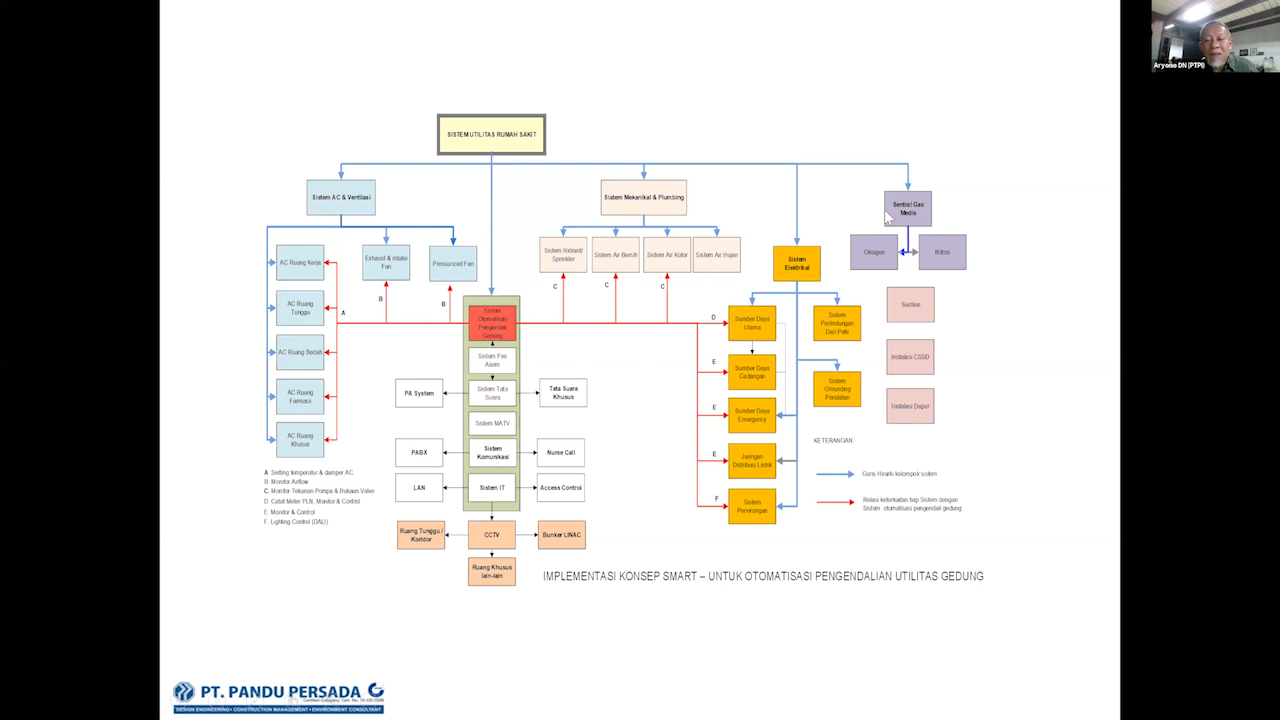 Aryono DN (PTPI)
SISTEM UTILITAS RUMAH SAKIT
Sistem AC & Ventilasi
Sistem Mekanikal & Plumbing
Sentral Gas
Medis
AC Ruang Kerja
Exhaust & intake
Fan
Pressurized Fan
Sistem Hidrant/
Sprinkler
Sistem Air Bersih
Sistem Air Kotor
Sistem Air Hujan
Sistem
Elektrikal
Oksigen
Nitros
AC Ruang
Tunggu
AC Ruang Bedah
AC Ruang
Farmasi
AC Ruang
Khusus
A
B
B
C
C
C
D
E
E
E
F
Sistem
Otomatisasi
Pengendali
Gedung
Sistem Fire
Alarm
PA System
Sistem Tata
Suara
Tata Suara
Khusus
Sistem MATV
PABX
Sistem
Komunikasi
Nurse Call
LAN
Sistem IT
Access Control
Ruang Tunggu /
Koridor
CCTV
Bunker LINAC
Ruang Khusus
lain-lain
Sumber Daya
Utama
Sumber Daya
Cadangan
Sumber Daya
Emergency
Jaringan
Distribusi Listrik
Sistem
Penerangan
Sistem
Perlindungan
Dari Petir
Sistem
Grounding
Peralatan
Suction
Instalasi CSSD
Instalasi Dapur
A. Setting temperatur & damper AC
B. Monitor Airflow
C. Monitor Tekanan Pompa & Bukaan Valve
D. Catat Meter PLN, Monitor & Control
E. Monitor & Control
F. Lighting Control (DALI)
KETERANGAN
Garis Hirarki kelompok sistem
Relasi keterkaitan tiap Sistem dengan
Sistem otomatisasi pengendali gedung
IMPLEMENTASI KONSEP SMART – UNTUK OTOMATISASI PENGENDALIAN UTILITAS GEDUNG
PT. PANDU PERSADA
DESIGN ENGINEERING • CONSTRUCTION MANAGEMENT • ENVIRONMENT CONSULTANT